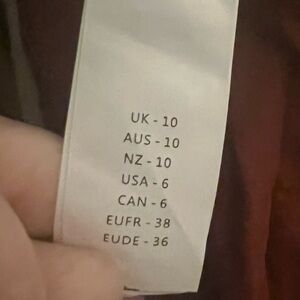 UK - 10
AUS - 10
NZ - 10
USA - 6
CAN - 6
EUFR - 38
EUDE - 36